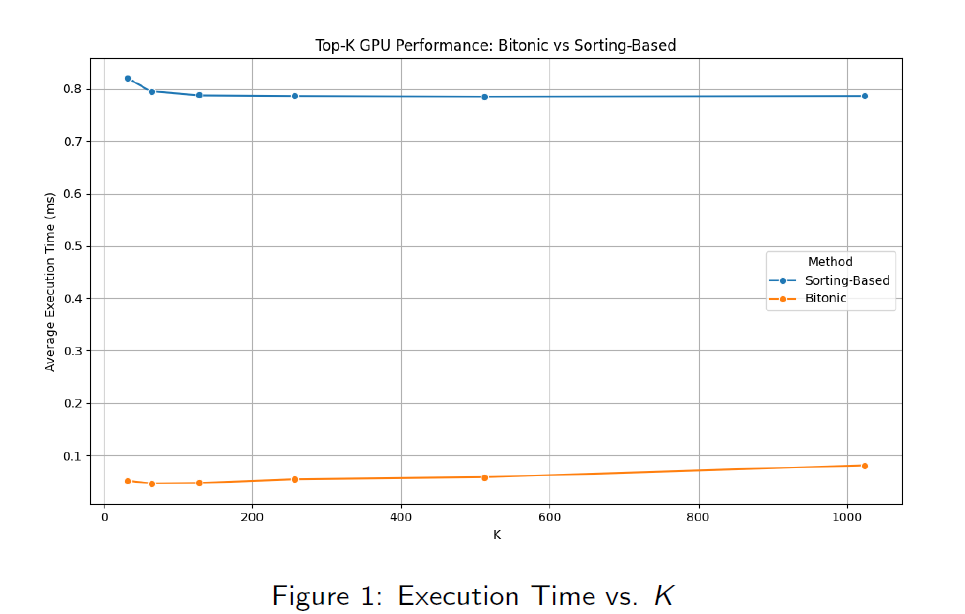 Top-K GPU Performance: Bitonic vs Sorting-Based
Average Execution Time (ms)
0.8
0.7
0.6
0.5
0.4
0.3
0.2
0.1
Method
Sorting-Based
Bitonic
0 200 400 600 800 1000
K
Figure 1: Execution Time vs. K